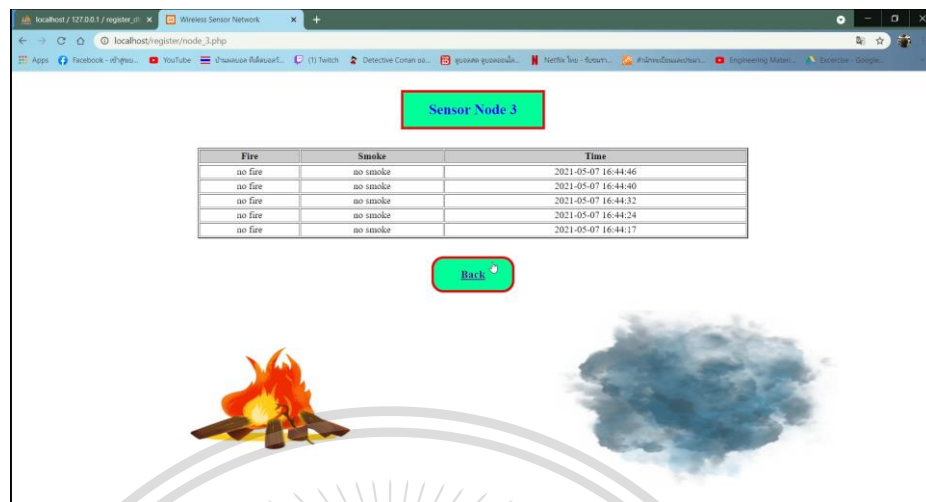 localhost / 127.0.0.1 / register_d
Wireless Sensor Network
localhost/register/node_3.php
Apps
YouTube
(1) Twitch
Detective Conan
Engineering Materi...
Excercise - Google...
Sensor Node 3
Fire Smoke Time
no fire no smoke 2021-05-07 16:44:46
no fire no smoke 2021-05-07 16:44:40
no fire no smoke 2021-05-07 16:44:32
no fire no smoke 2021-05-07 16:44:24
no fire no smoke 2021-05-07 16:44:17
Back